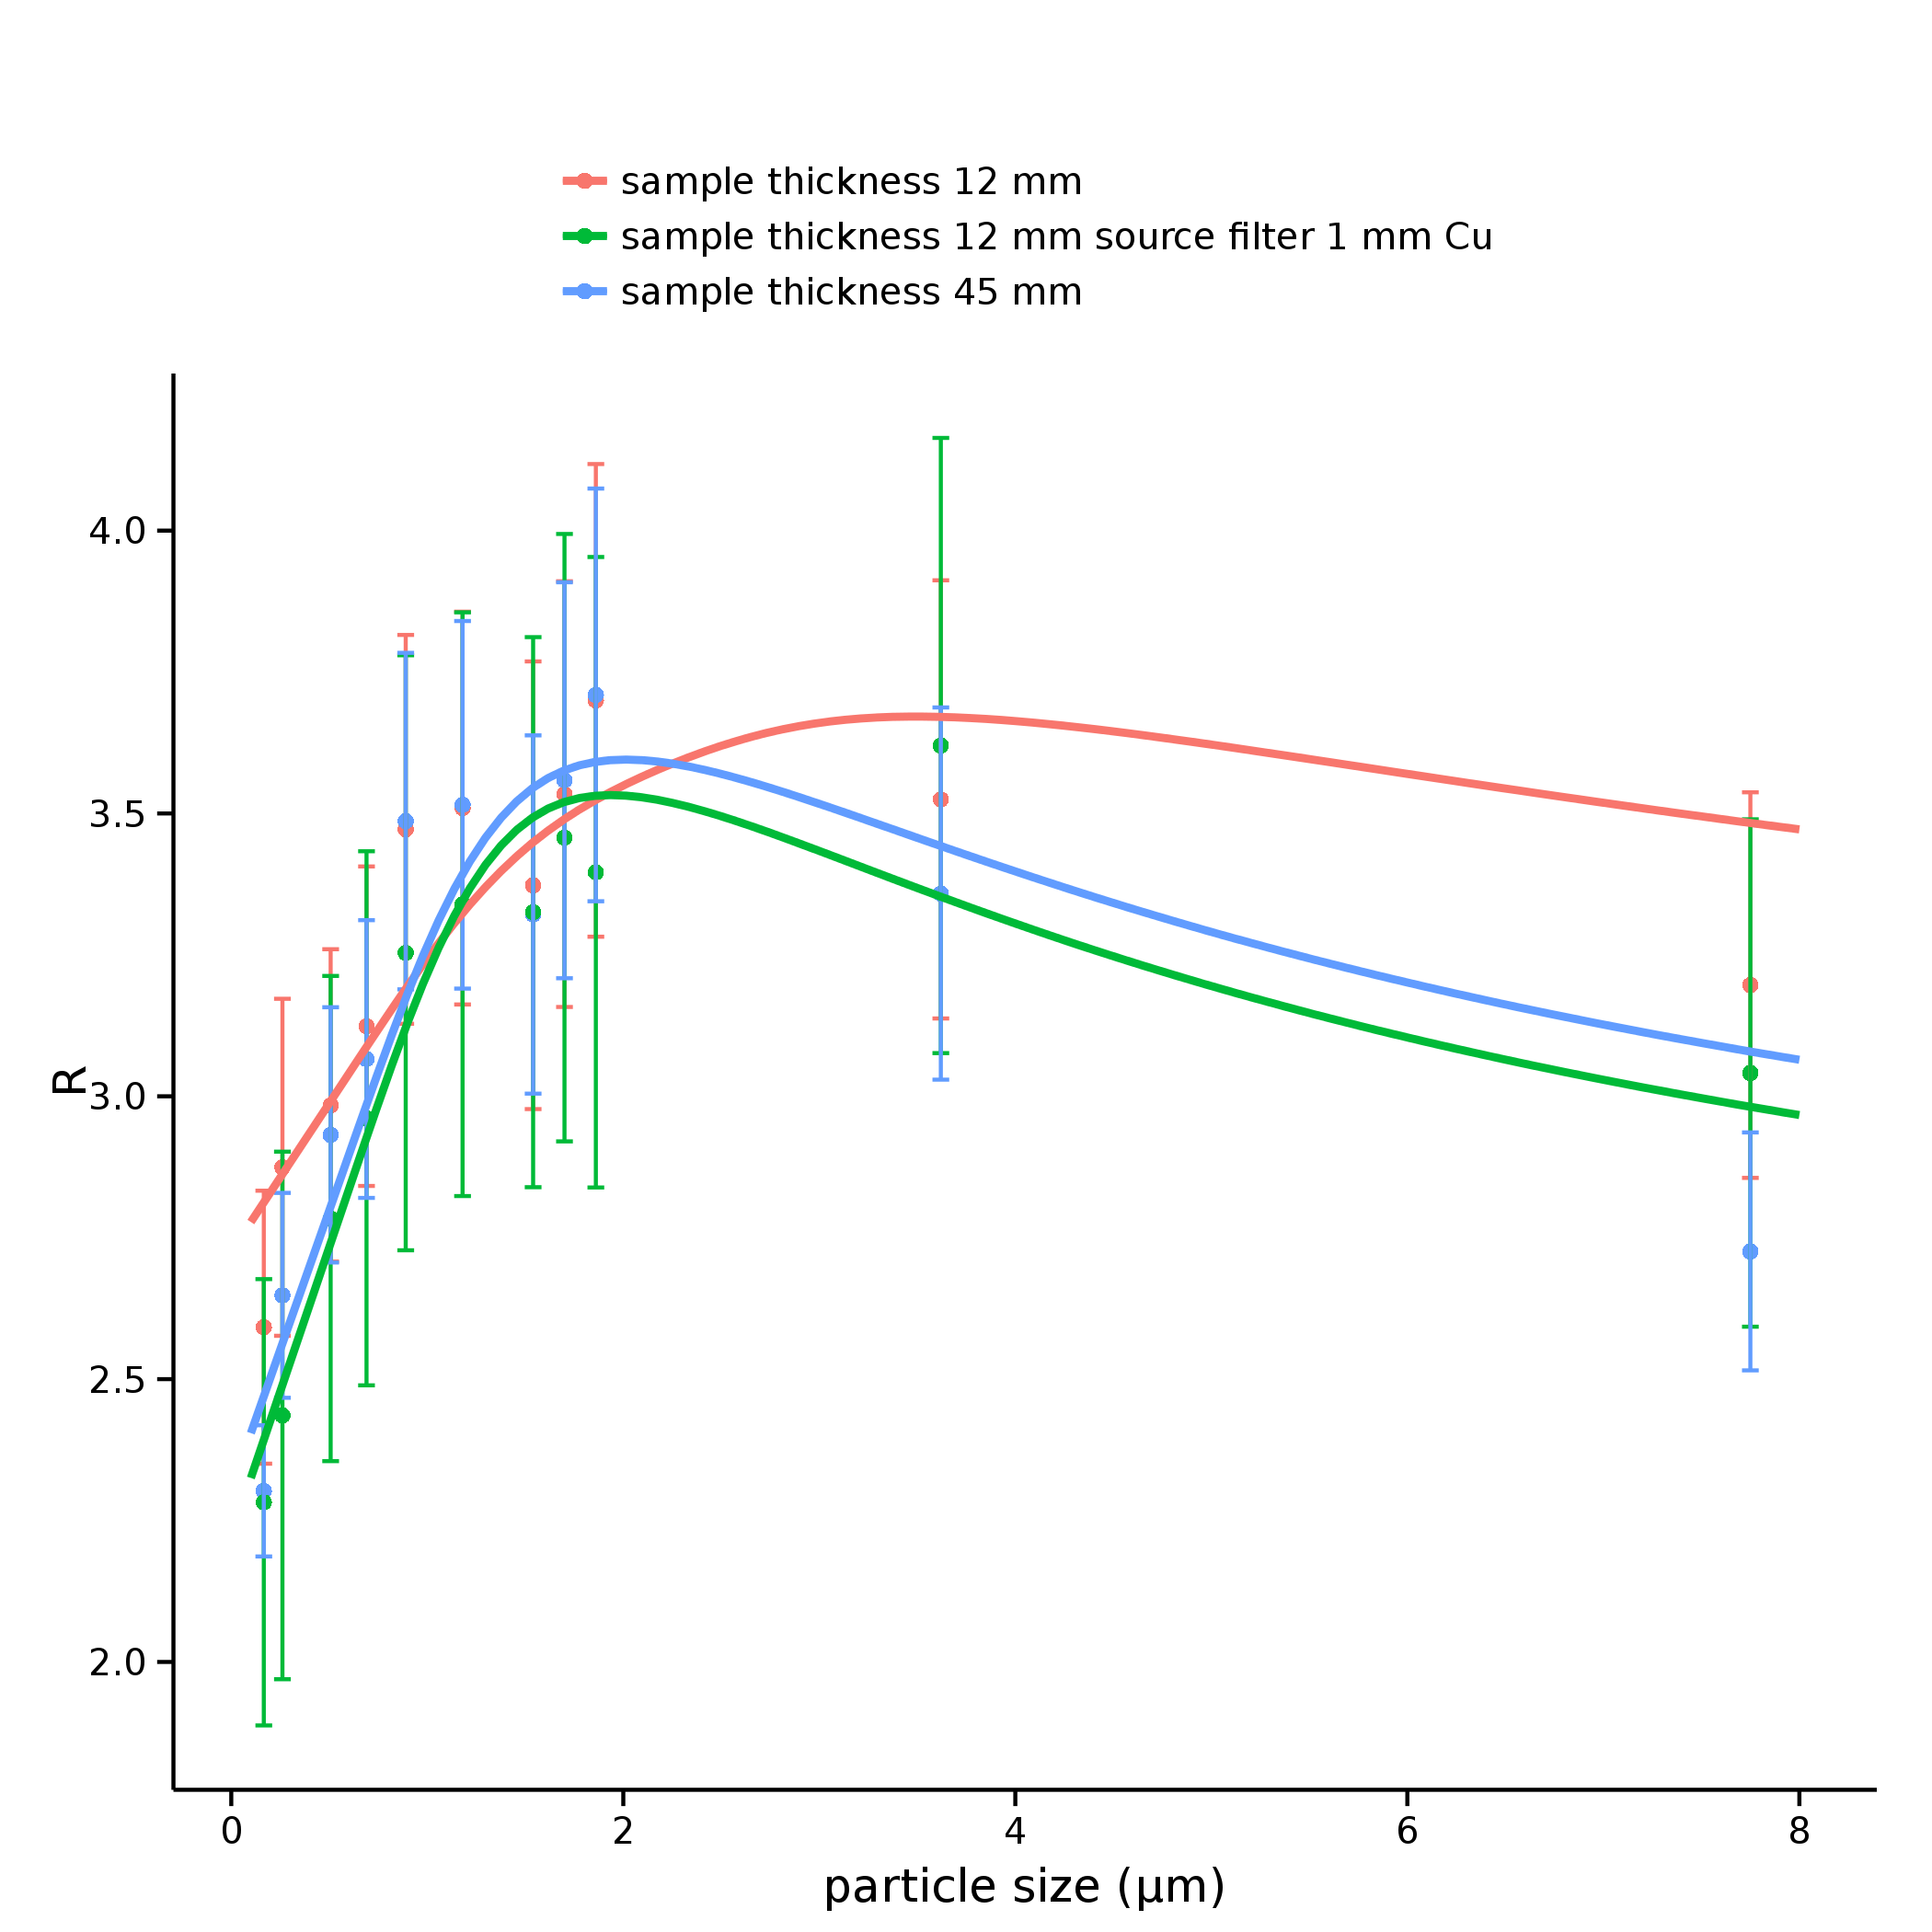 sample thickness 12 mm
sample thickness 12 mm source filter 1 mm Cu
sample thickness 45 mm
4.0
3.5
R
3.0
2.5
2.0
0 2 4 6 8
particle size (µm)